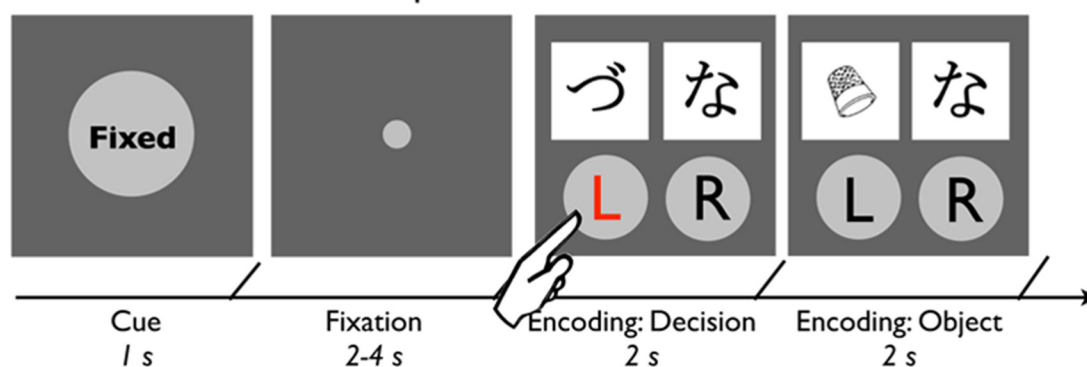 Fixed
づ な
な
L R
L R
Cue
1 s
Fixation
2-4 s
Encoding: Decision
2 s
Encoding: Object
2 s